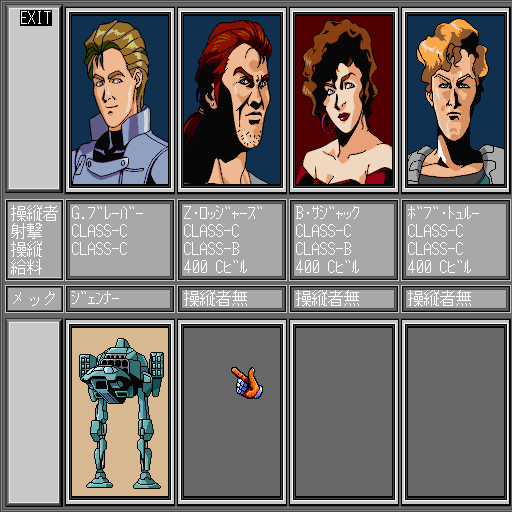 EXIT
操縦者 G.ブレーバー Z・ロッジャーズ B・サジャック ボブ・トュルー
射撃 CLASS-C CLASS-C CLASS-C CLASS-C
操縦 CLASS-C CLASS-B CLASS-B CLASS-C
給料 400 Cビル 400 Cビル 400 Cビル
メック ジェンナー 操縦者無 操縦者無 操縦者無